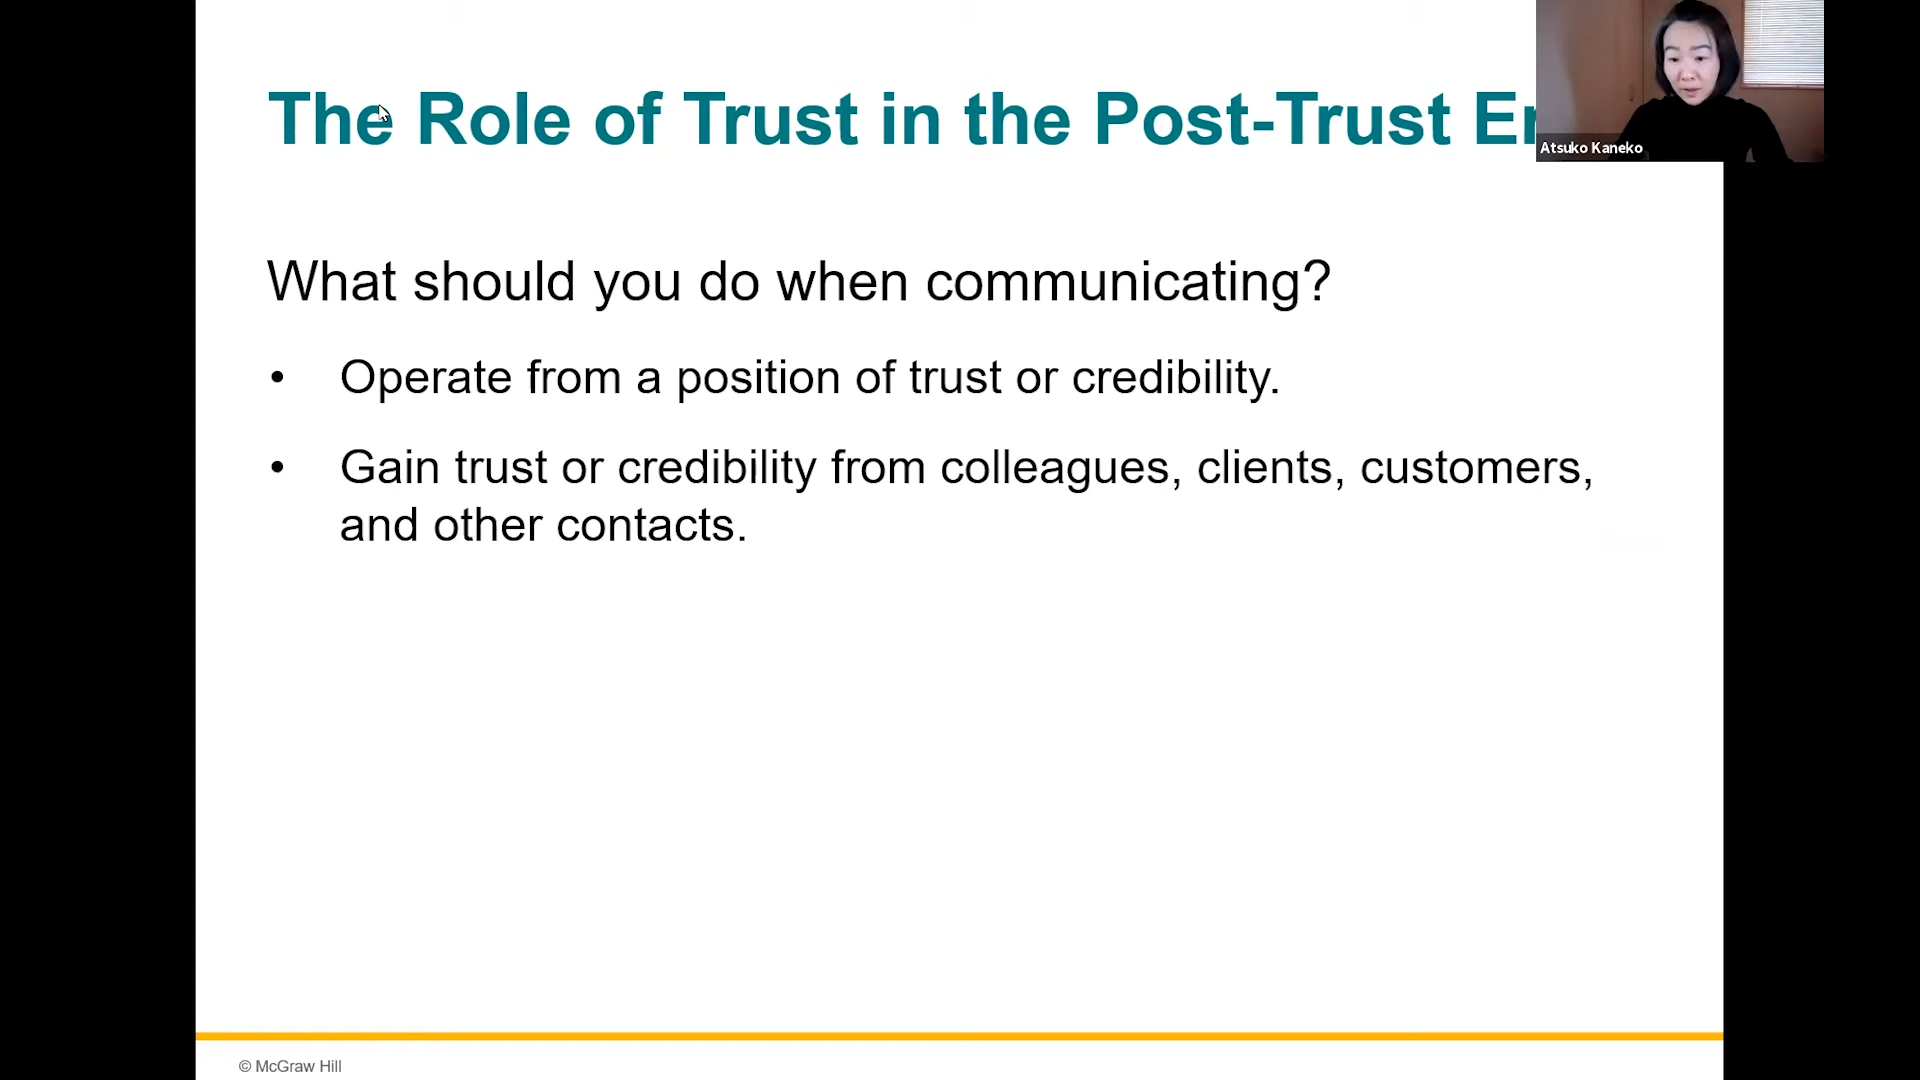 The Role of Trust in the Post-Trust
Atsuko Kaneko
What should you do when communicating?
• Operate from a position of trust or credibility.
• Gain trust or credibility from colleagues, clients, customers,
and other contacts.
© McGraw Hill